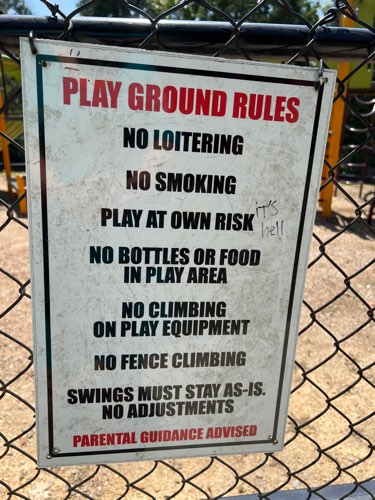 PLAY GROUND RULES
NO LOITERING
NO SMOKING
PLAY AT OWN RISK
it's
hell
NO BOTTLES OR FOOD
IN PLAY AREA
NO CLIMBING
ON PLAY EQUIPMENT
NO FENCE CLIMBING
SWINGS MUST STAY AS-IS.
NO ADJUSTMENTS
PARENTAL GUIDANCE ADVISED